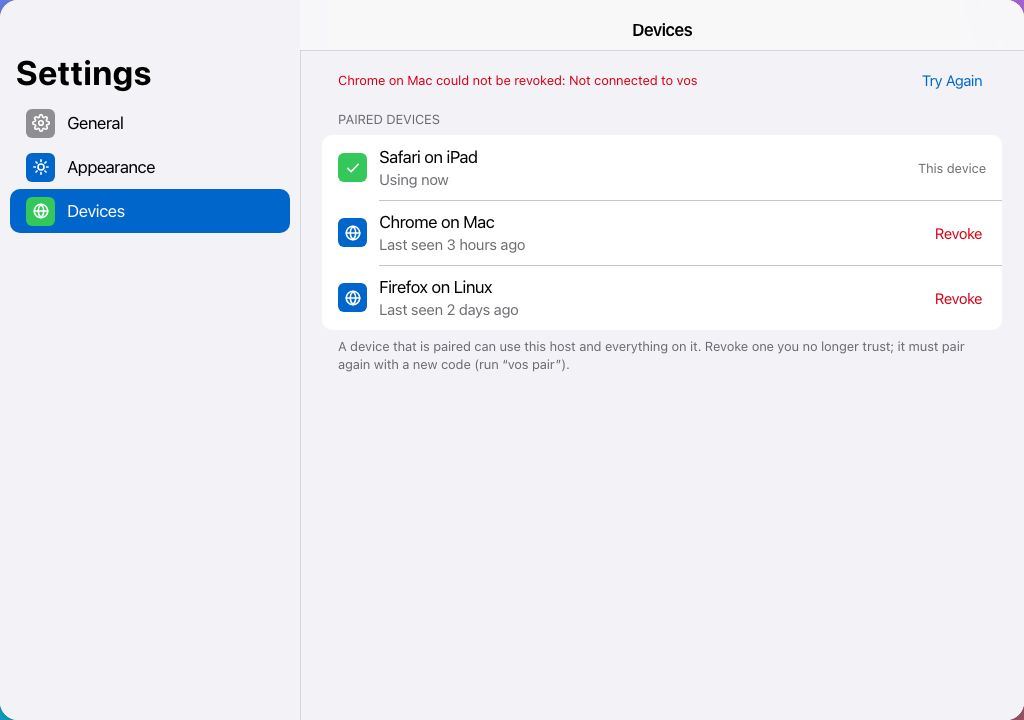 Devices
Settings
General
Appearance
Devices
Chrome on Mac could not be revoked: Not connected to vos
Try Again
PAIRED DEVICES
Safari on iPad
Using now
This device
Chrome on Mac
Last seen 3 hours ago
Revoke
Firefox on Linux
Last seen 2 days ago
Revoke
A device that is paired can use this host and everything on it. Revoke one you no longer trust; it must pair
again with a new code (run “vos pair”).